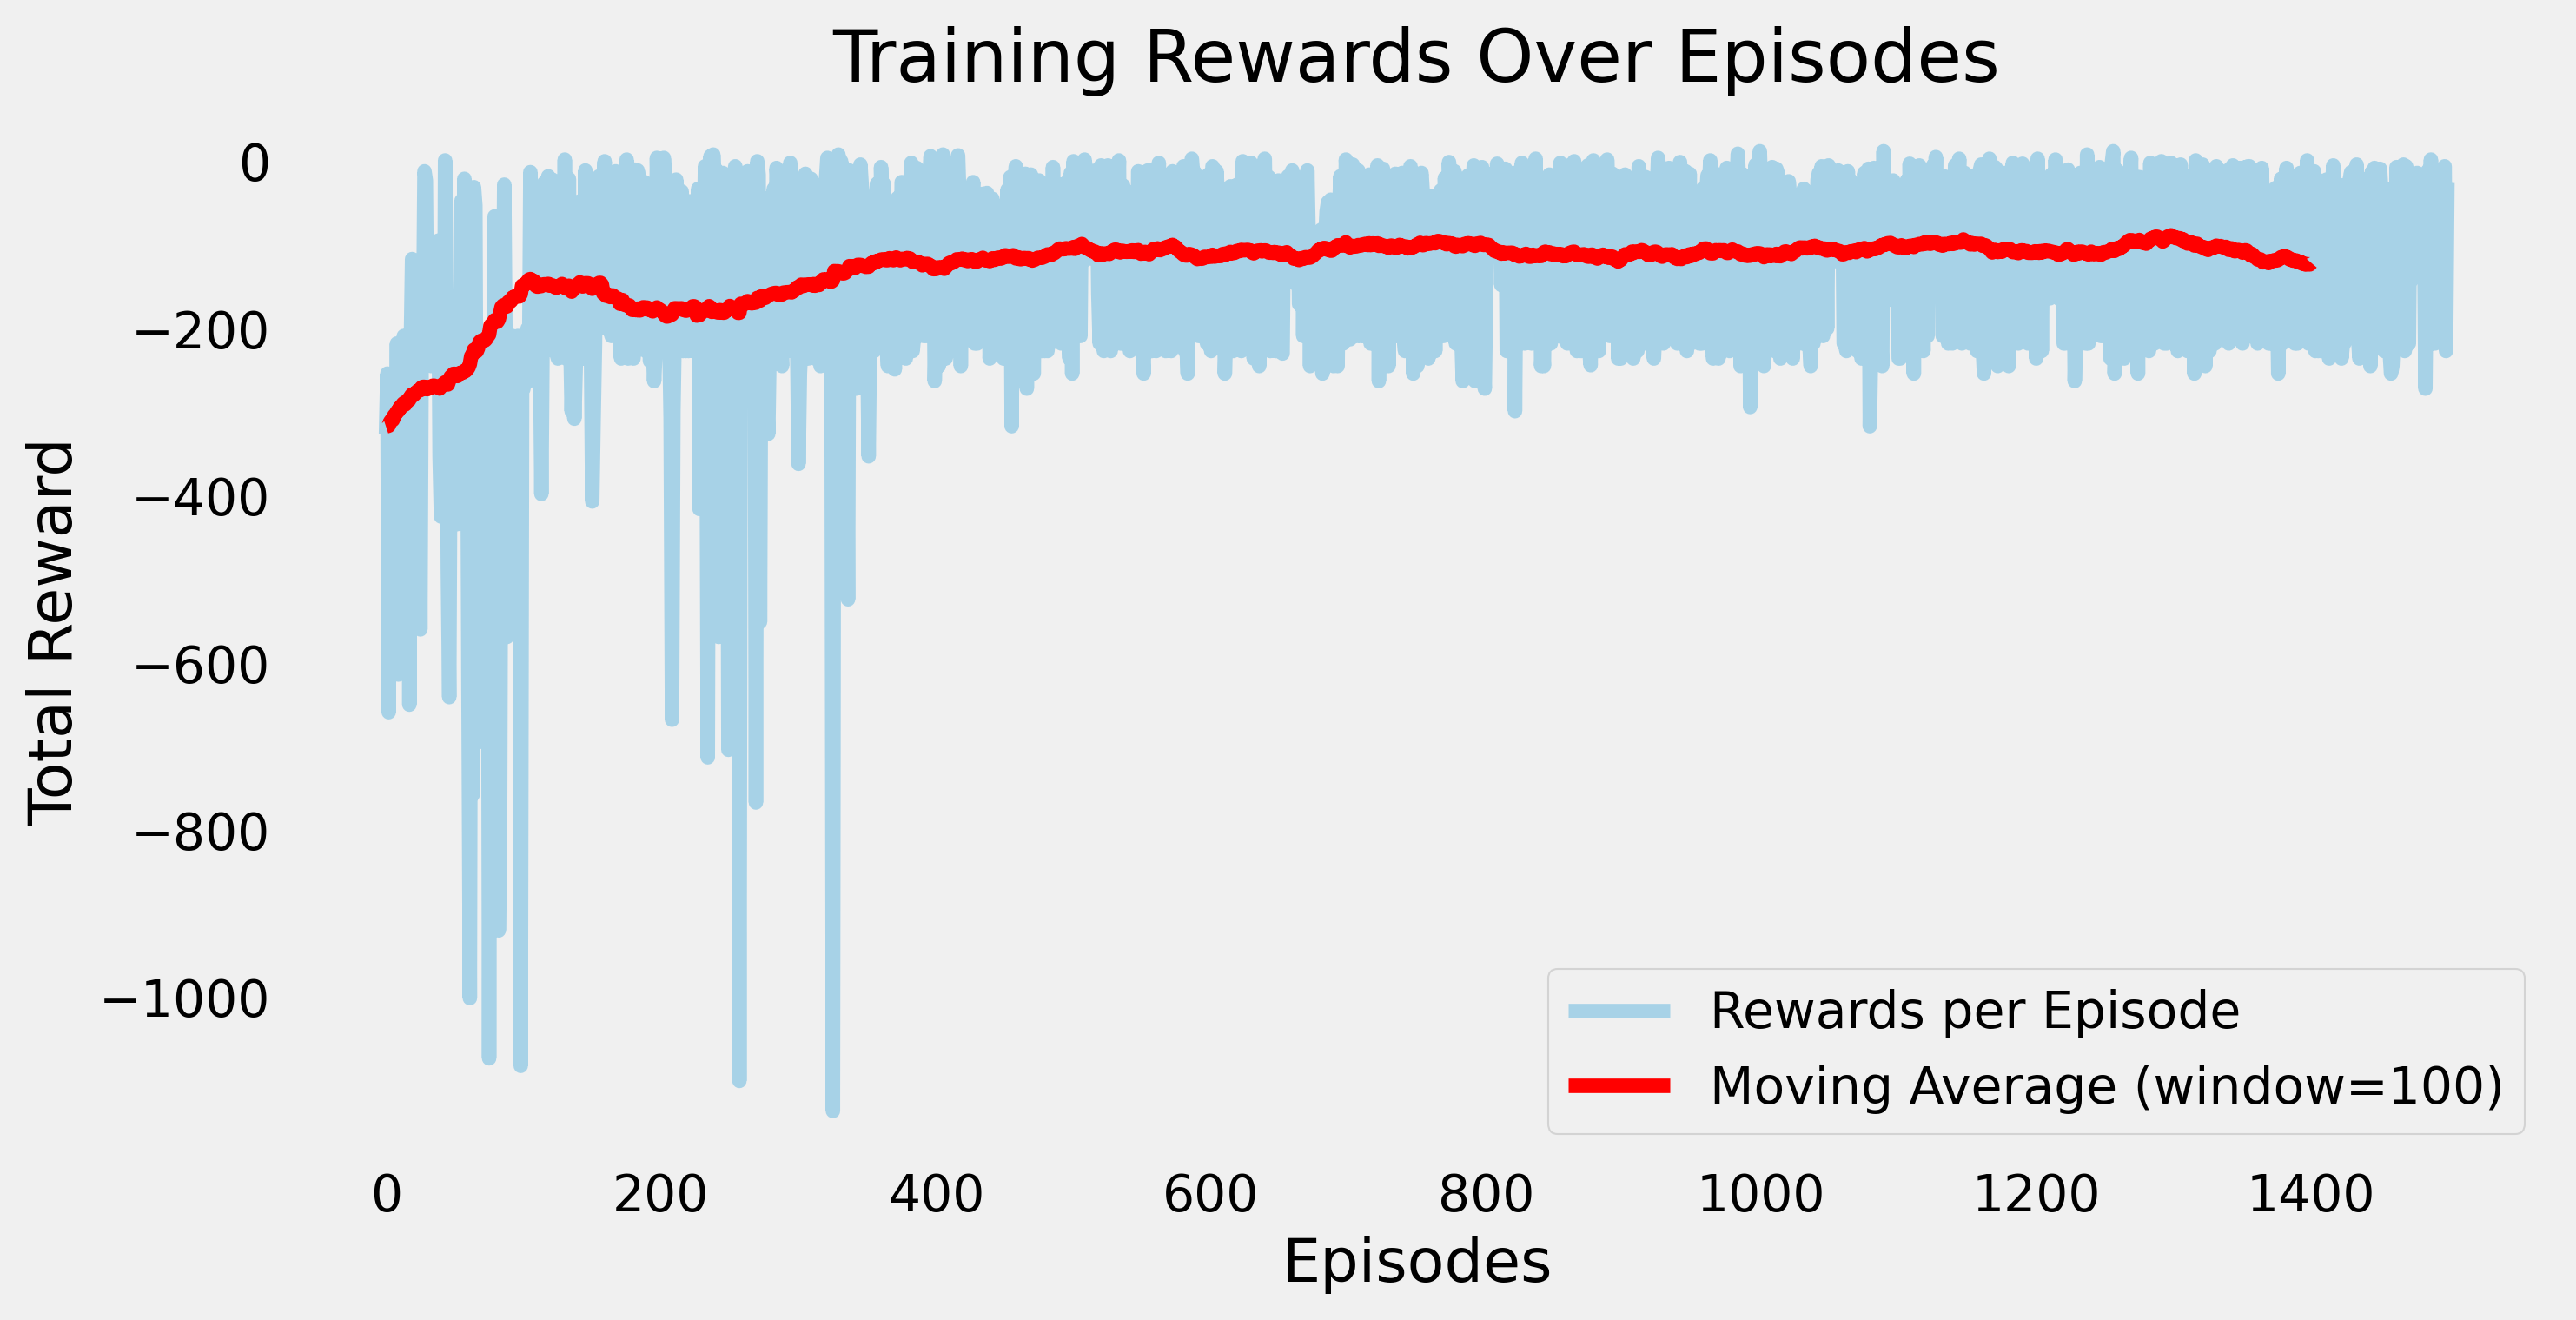 Training Rewards Over Episodes
Total Reward
0
−200
−400
−600
−800
−1000
0 200 400 600 800 1000 1200 1400
Episodes
Rewards per Episode
Moving Average (window=100)